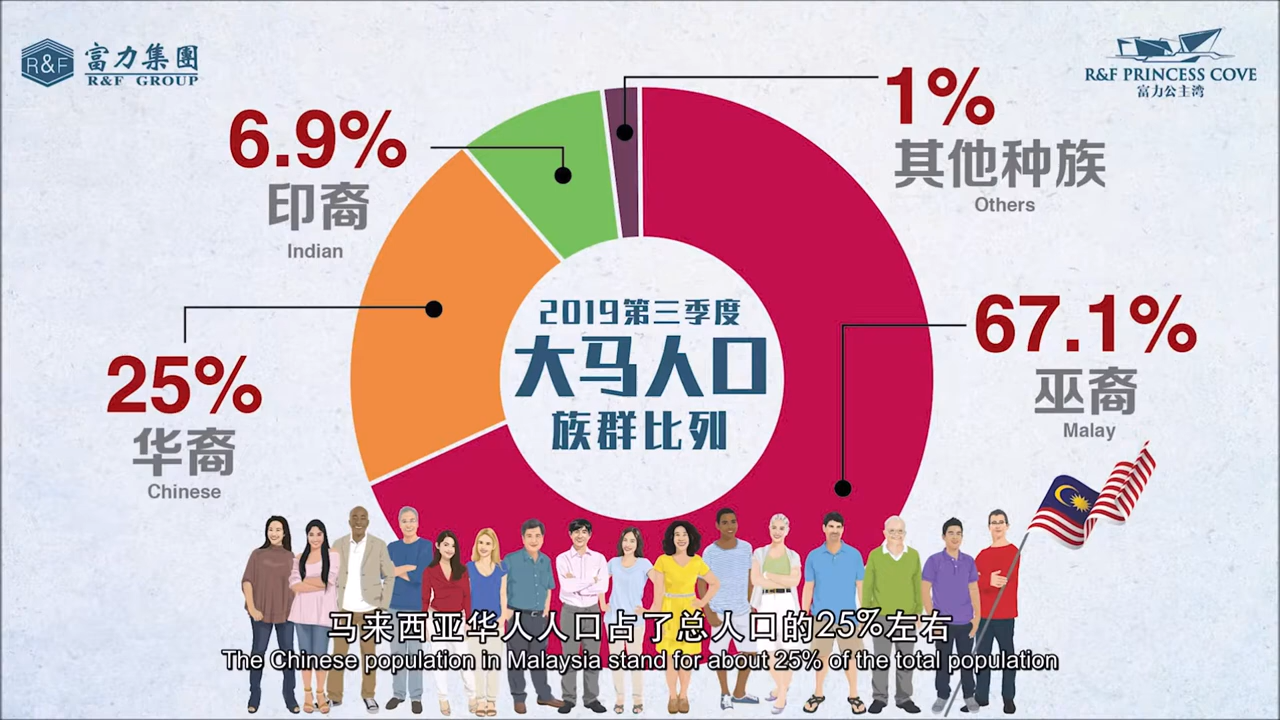 R&F
富力集團
R&F GROUP
R&F PRINCESS COVE
富力公主湾
6.9%
印裔
Indian
1%
其他种族
Others
25%
华裔
Chinese
67.1%
巫裔
Malay
2019第三季度
大马人口
族群比列
马来西亚华人人口占了总人口的25%左右
The Chinese population in Malaysia stand for about 25% of the total population